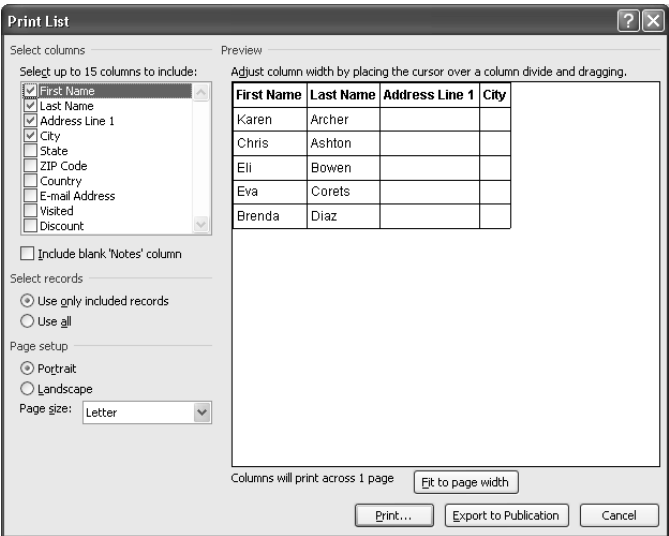 Print List
Select columns
Select up to 15 columns to include:
First Name
Last Name
Address Line 1
City
State
ZIP Code
Country
E-mail Address
Visited
Discount
Include blank 'Notes' column
Select records
Use only included records
Use all
Page setup
Portrait
Landscape
Page size: Letter
Preview
Adjust column width by placing the cursor over a column divide and dragging.
First Name Last Name Address Line 1 City
Karen Archer
Chris Ashton
Eli Bowen
Eva Corets
Brenda Diaz
Columns will print across 1 page Fit to page width
Print... Export to Publication Cancel